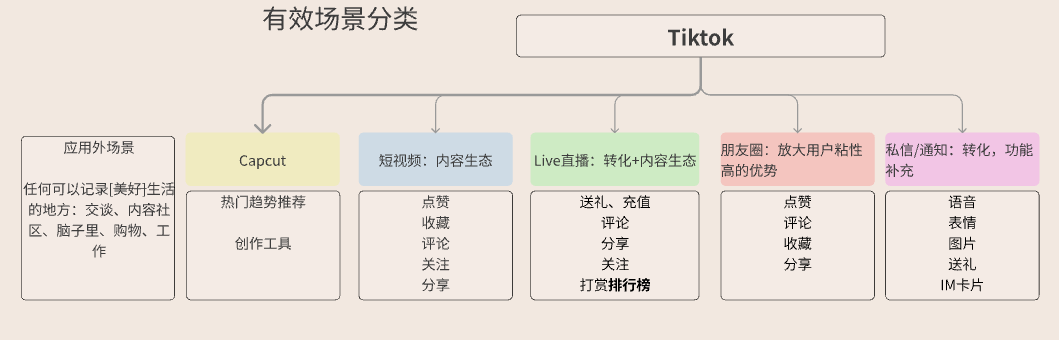 有效场景分类
Tiktok
应用外场景
任何可以记录[美好]生活
的地方：交谈、内容社
区、脑子里、购物、工
作
Capcut
热门趋势推荐
创作工具
短视频：内容生态
点赞
收藏
评论
关注
分享
Live直播：转化+内容生态
送礼、充值
评论
分享
关注
打赏排行榜
朋友圈：放大用户粘性
高的优势
点赞
评论
收藏
分享
私信/通知：转化，功能
补充
语音
表情
图片
送礼
IM卡片